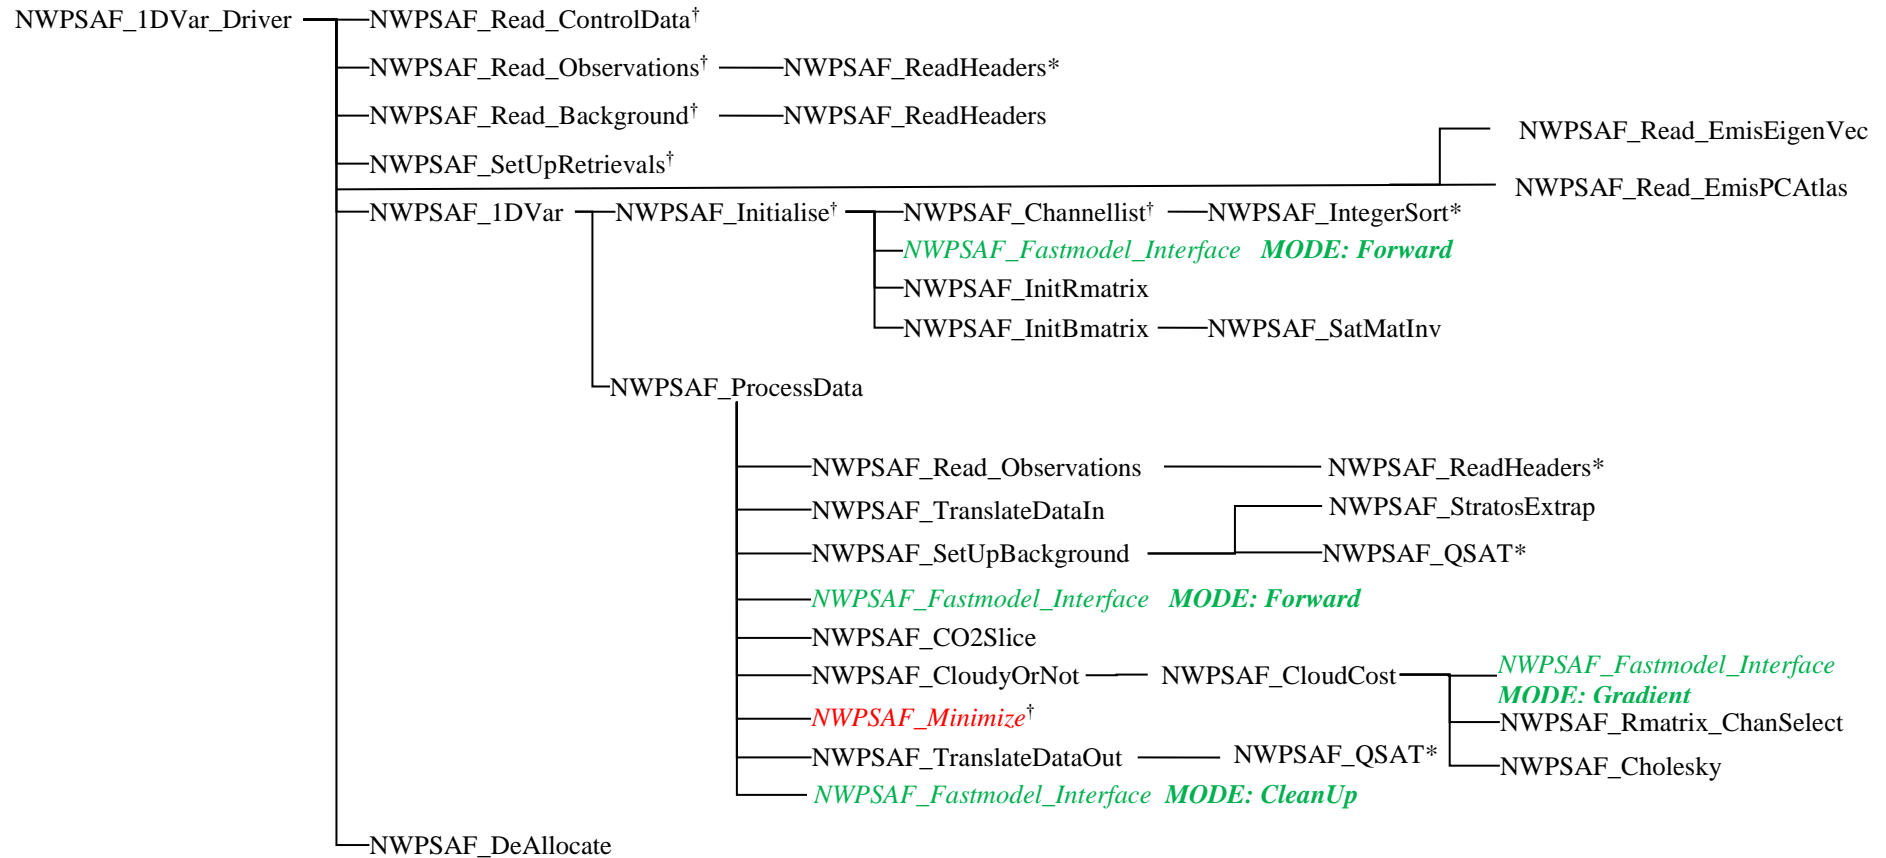 NWPSAF_1DVar_Driver
NWPSAF_Read_ControlData†
NWPSAF_Read_Observations†
NWPSAF_ReadHeaders*
NWPSAF_Read_Background†
NWPSAF_ReadHeaders
NWPSAF_Read_EmisEigenVec
NWPSAF_SetUpRetrievals†
NWPSAF_Read_EmisPCAtlas
NWPSAF_1DVar
NWPSAF_Initialise†
NWPSAF_Channellist†
NWPSAF_IntegerSort*
NWPSAF_Fastmodel_Interface MODE: Forward
NWPSAF_InitRmatrix
NWPSAF_InitBmatrix
NWPSAF_SatMatInv
NWPSAF_ProcessData
NWPSAF_Read_Observations
NWPSAF_ReadHeaders*
NWPSAF_TranslateDataIn
NWPSAF_StratosExtrap
NWPSAF_SetUpBackground
NWPSAF_QSAT*
NWPSAF_Fastmodel_Interface MODE: Forward
NWPSAF_CO2Slice
NWPSAF_CloudyOrNot
NWPSAF_CloudCost
NWPSAF_Fastmodel_Interface
MODE: Gradient
NWPSAF_Minimize†
NWPSAF_Rmatrix_ChanSelect
NWPSAF_TranslateDataOut
NWPSAF_QSAT*
NWPSAF_Cholesky
NWPSAF_Fastmodel_Interface MODE: CleanUp
NWPSAF_DeAllocate